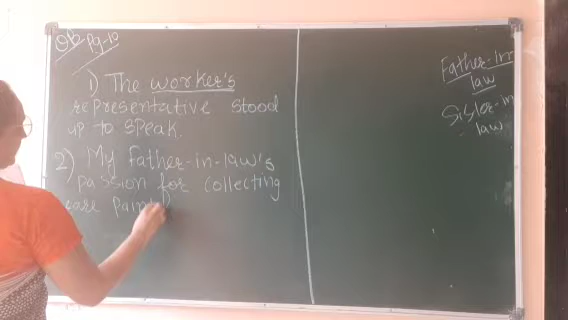 Pg-10
1) The worker's
representative stood
up to speak.
2) My father-in-law's
passion for collecting
Father-in
law
Sister-in
law